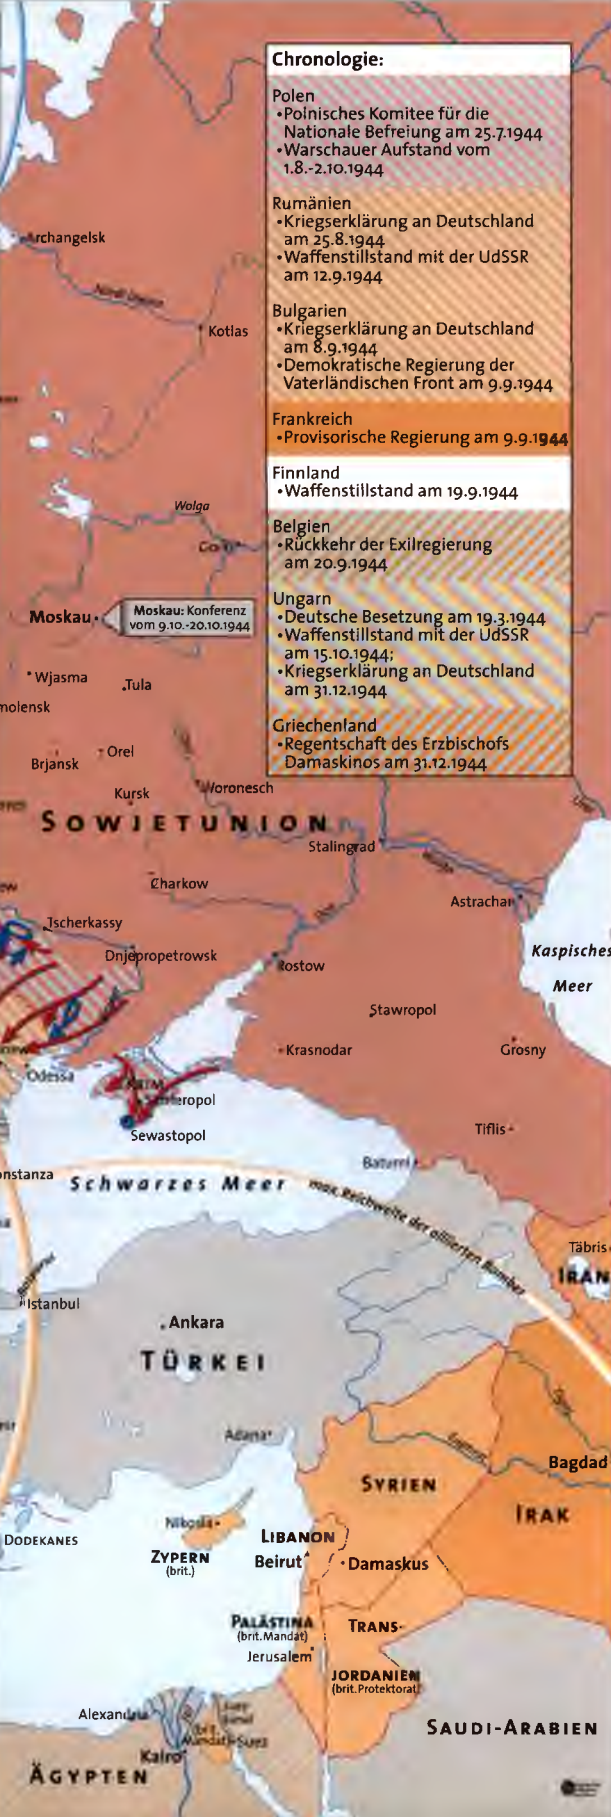 Chronologie:
Polen
•Polnisches Komitee für die
Nationale Befreiung am 25.7.1944
•Warschauer Aufstand vom
1.8.-2.10.1944
Rumänien
•Kriegserklärung an Deutschland
am 25.8.1944
•Waffenstillstand mit der UdSSR
am 12.9.1944
Bulgarien
•Kriegserklärung an Deutschland
am 8.9.1944
•Demokratische Regierung der
Vaterländischen Front am 9.9.1944
Frankreich
•Provisorische Regierung am 9.9.1944
Finnland
•Waffenstillstand am 19.9.1944
Belgien
•Rückkehr der Exilregierung
am 20.9.1944
Ungarn
•Deutsche Besetzung am 19.3.1944
•Waffenstillstand mit der UdSSR
am 15.10.1944;
•Kriegserklärung an Deutschland
am 31.12.1944
Griechenland
•Regentschaft des Erzbischofs
Damaskinos am 31.12.1944
Archangelsk
Kotlas
Wolga
Moskau
Moskau: Konferenz
vom 9.10.-20.10.1944
Wjasma
Tula
molensk
Orel
Brjansk
Kursk
Woronesch
SOWJETUNION
Stalingrad
Charkow
Astrachan
Tscherkassy
Don
Dnjepropetrowsk
Kaspisches
Meer
Rostow
Stawropol
Krasnodar
Grosny
Odessa
KRIM
Simferopol
Sewastopol
Tiflis
Batumi
onstanza
Schwarzes Meer
max. Reichweite der alliierten Bomber
Täbris
IRAN
Istanbul
Ankara
TÜRKEI
Adana
Bagdad
SYRIEN
IRAK
Nikosia
LIBANON
DODEKANES
ZYPERN
(brit.)
Beirut
Damaskus
PALÄSTINA
(brit. Mandat)
TRANS-
Jerusalem
JORDANIEN
(brit. Protektorat)
Alexandria
SAUDI-ARABIEN
Suez
Kairo
ÄGYPTEN